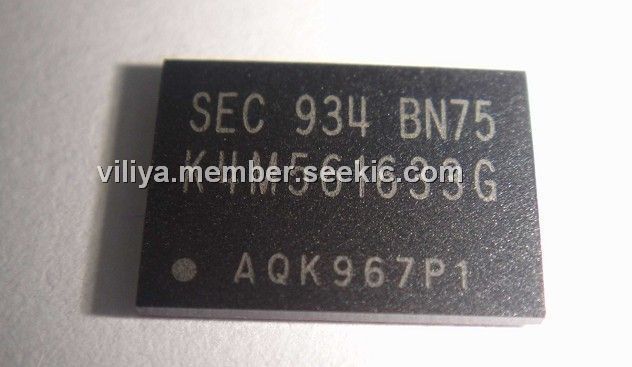 SEC 934 BN75
viliya.member.seekic.com
K4M561633G
AQK967P1